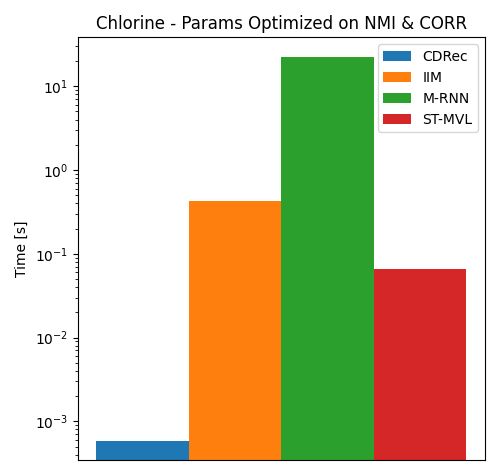 Chlorine - Params Optimized on NMI & CORR
CDRec
IIM
M-RNN
ST-MVL
Time [s]
10¹
10⁰
10⁻¹
10⁻²
10⁻³